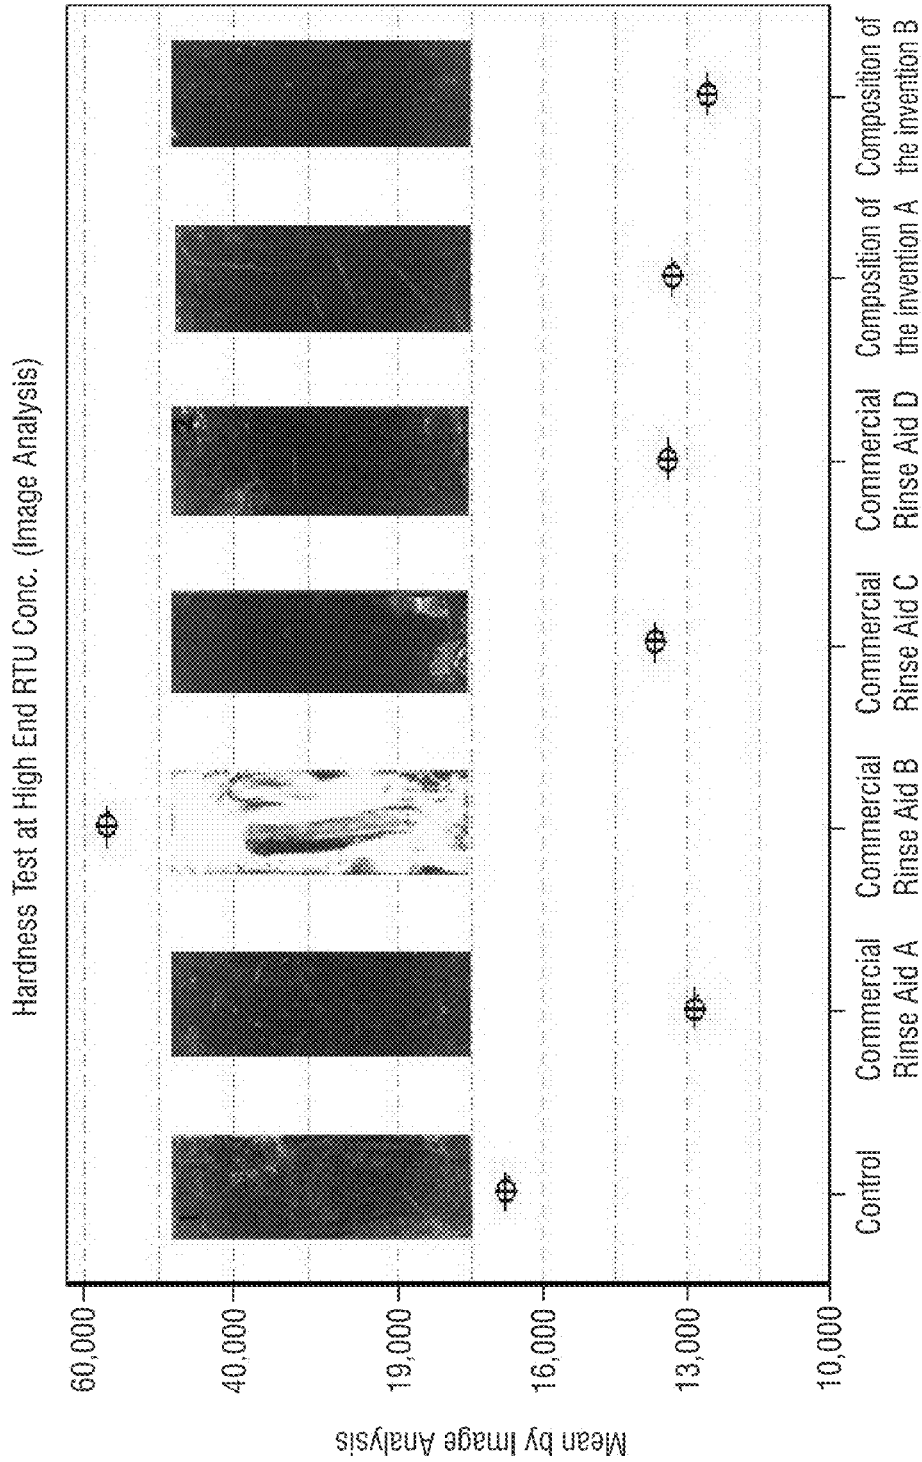 Hardness Test at High End RTU Conc. (Image Analysis)
Mean by Image Analysis
60,000
40,000
19,000
16,000
13,000
10,000
Control
Commercial
Rinse Aid A
Commercial
Rinse Aid B
Commercial
Rinse Aid C
Commercial
Rinse Aid D
Composition of
the invention A
Composition of
the invention B